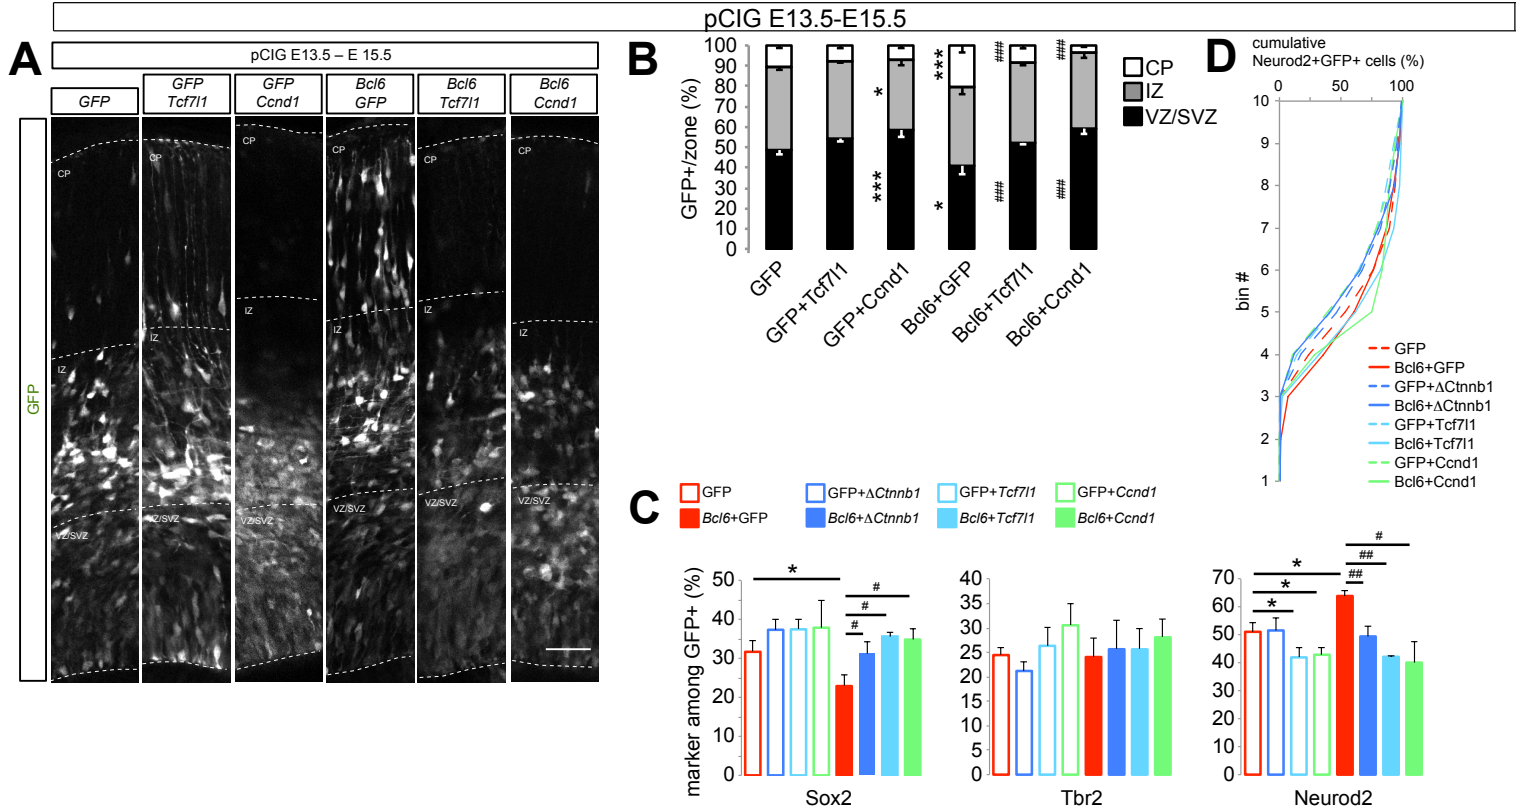 pCIG E13.5-E15.5
A
pCIG E13.5 – E 15.5
GFP
GFP
Tcf7l1
GFP
Ccnd1
Bcl6
GFP
Bcl6
Tcf7l1
Bcl6
Ccnd1
GFP
CP
IZ
VZ/SVZ
CP
IZ
VZ/SVZ
CP
IZ
VZ/SVZ
CP
IZ
VZ/SVZ
CP
IZ
VZ/SVZ
CP
IZ
VZ/SVZ
B
GFP+/zone (%)
100
90
80
70
60
50
40
30
20
10
0
*
***
***
*
###
###
###
###
GFP
GFP+Tcf7l1
GFP+Ccnd1
Bcl6+GFP
Bcl6+Tcf7l1
Bcl6+Ccnd1
CP
IZ
VZ/SVZ
D
cumulative
Neurod2+GFP+ cells (%)
0 50 100
bin #
10
9
8
7
6
5
4
3
2
1
GFP
Bcl6+GFP
GFP+ΔCtnnb1
Bcl6+ΔCtnnb1
GFP+Tcf7l1
Bcl6+Tcf7l1
GFP+Ccnd1
Bcl6+Ccnd1
C
GFP GFP+ΔCtnnb1 GFP+Tcf7l1 GFP+Ccnd1
Bcl6+GFP Bcl6+ΔCtnnb1 Bcl6+Tcf7l1 Bcl6+Ccnd1
marker among GFP+ (%)
50
40
30
20
10
0
*
#
#
#
Sox2
40
35
30
25
20
15
10
5
0
Tbr2
70
60
50
40
30
20
10
0
*
*
*
#
##
##
Neurod2